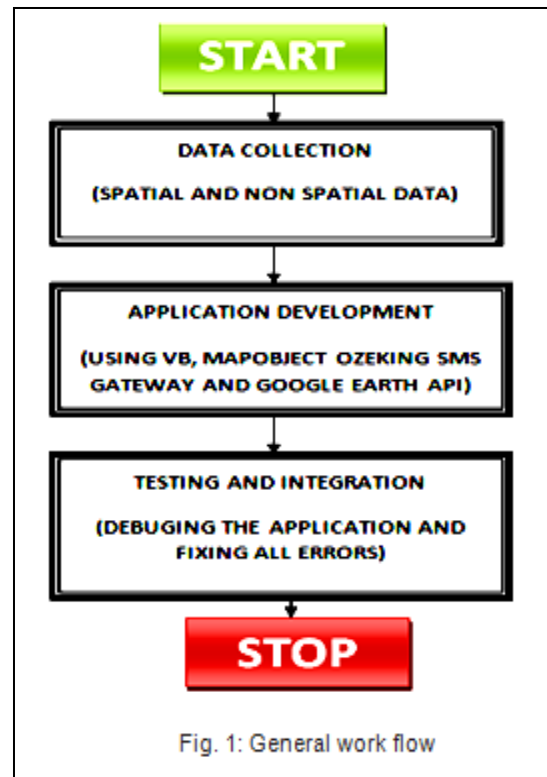 START
DATA COLLECTION
(SPATIAL AND NON SPATIAL DATA)
APPLICATION DEVELOPMENT
(USING VB, MAPOBJECT OZEKING SMS
GATEWAY AND GOOGLE EARTH API)
TESTING AND INTEGRATION
(DEBUGING THE APPLICATION AND
FIXING ALL ERRORS)
STOP
Fig. 1: General work flow